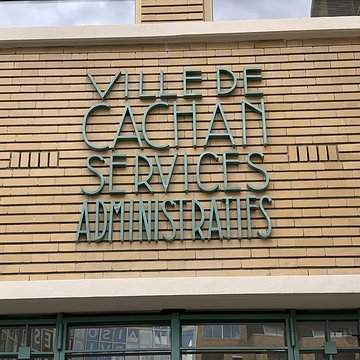 VILLE DE
CACHAN
SERVICES
ADMINISTRATIFS